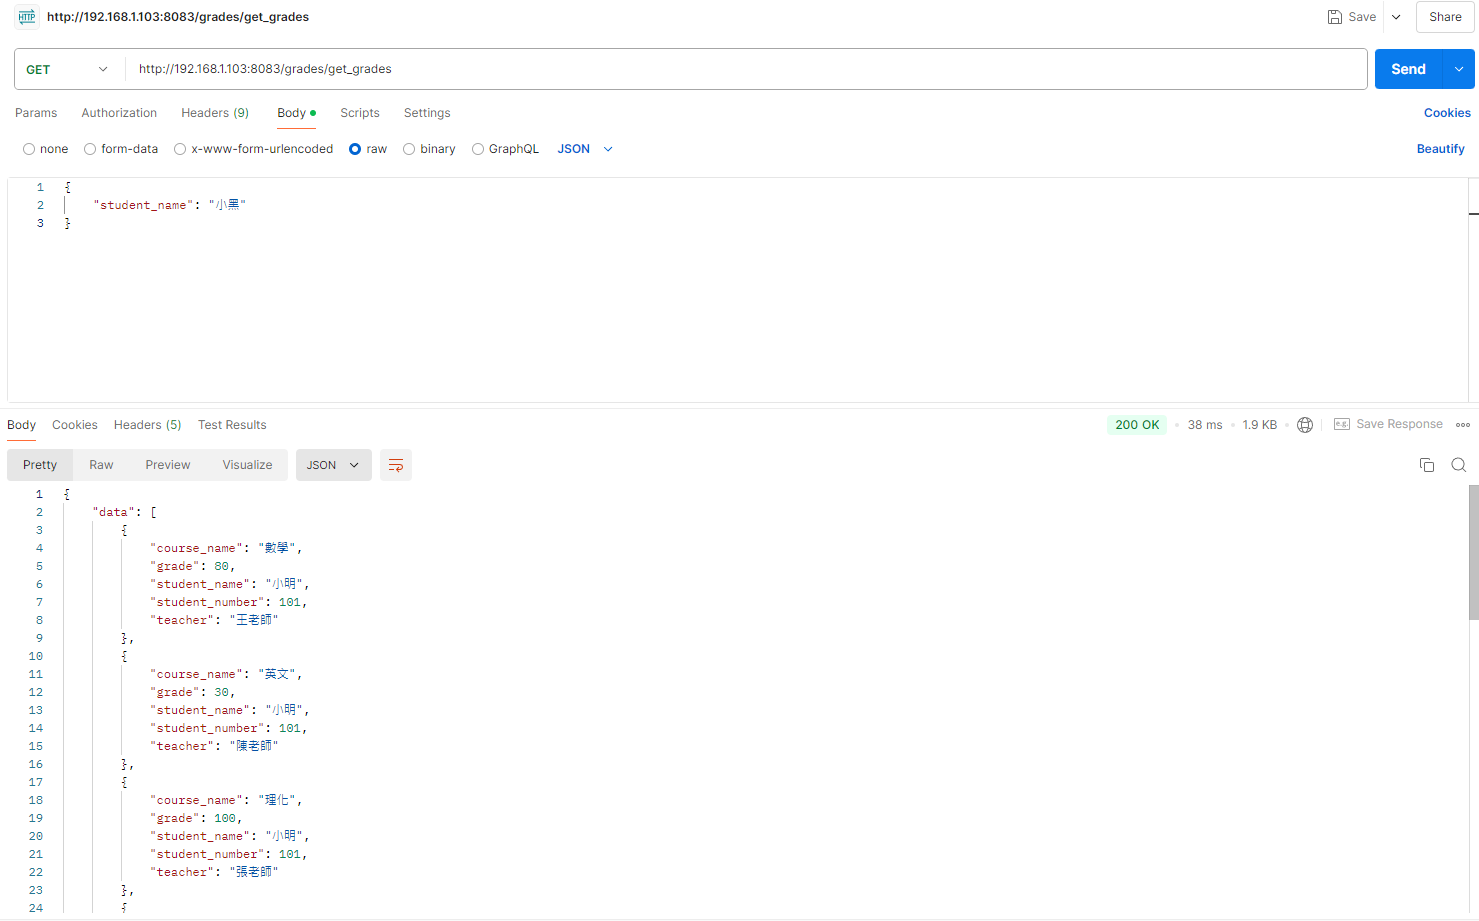 HTTP http://192.168.1.103:8083/grades/get_grades Save Share
GET http://192.168.1.103:8083/grades/get_grades Send
Params Authorization Headers (9) Body Scripts Settings Cookies
none form-data x-www-form-urlencoded raw binary GraphQL JSON Beautify
1 {
2 "student_name": "小黑"
3 }
Body Cookies Headers (5) Test Results 200 OK 38 ms 1.9 KB e.g. Save Response
Pretty Raw Preview Visualize JSON
1 {
2 "data": [
3 {
4 "course_name": "數學",
5 "grade": 80,
6 "student_name": "小明",
7 "student_number": 101,
8 "teacher": "王老師"
9 },
10 {
11 "course_name": "英文",
12 "grade": 30,
13 "student_name": "小明",
14 "student_number": 101,
15 "teacher": "陳老師"
16 },
17 {
18 "course_name": "理化",
19 "grade": 100,
20 "student_name": "小明",
21 "student_number": 101,
22 "teacher": "張老師"
23 },
24 {